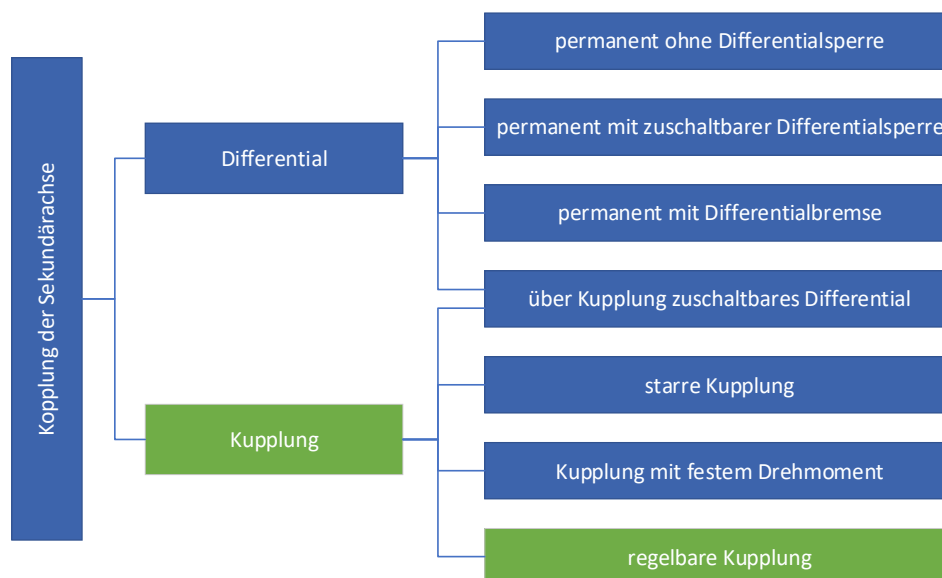 Kopplung der Sekundärachse
Differential
permanent ohne Differentialsperre
permanent mit zuschaltbarer Differentialsperre
permanent mit Differentialbremse
über Kupplung zuschaltbares Differential
Kupplung
starre Kupplung
Kupplung mit festem Drehmoment
regelbare Kupplung